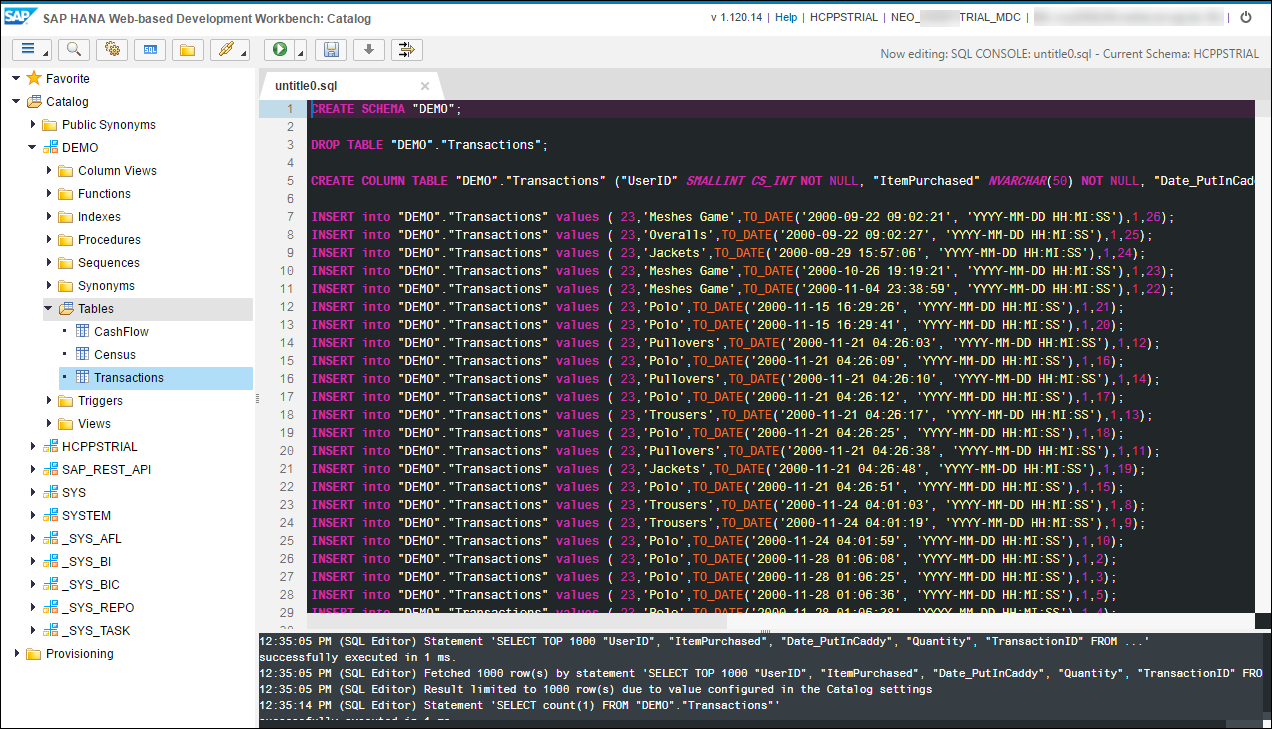 SAP SAP HANA Web-based Development Workbench: Catalog
v 1.120.14 | Help | HCPPSTRIAL | NEO_ TRIAL_MDC |
SQL
Now editing: SQL CONSOLE: untitle0.sql - Current Schema: HCPPSTRIAL
Favorite
Catalog
Public Synonyms
DEMO
Column Views
Functions
Indexes
Procedures
Sequences
Synonyms
Tables
CashFlow
Census
Transactions
Triggers
Views
HCPPSTRIAL
SAP_REST_API
SYS
SYSTEM
_SYS_AFL
_SYS_BI
_SYS_BIC
_SYS_REPO
_SYS_TASK
Provisioning
untitle0.sql
1 CREATE SCHEMA "DEMO";
2
3 DROP TABLE "DEMO"."Transactions";
4
5 CREATE COLUMN TABLE "DEMO"."Transactions" ("UserID" SMALLINT CS_INT NOT NULL, "ItemPurchased" NVARCHAR(50) NOT NULL, "Date_PutInCadd
6
7 INSERT into "DEMO"."Transactions" values ( 23,'Meshes Game',TO_DATE('2000-09-22 09:02:21', 'YYYY-MM-DD HH:MI:SS'),1,26);
8 INSERT into "DEMO"."Transactions" values ( 23,'Overalls',TO_DATE('2000-09-22 09:02:27', 'YYYY-MM-DD HH:MI:SS'),1,25);
9 INSERT into "DEMO"."Transactions" values ( 23,'Jackets',TO_DATE('2000-09-29 15:57:06', 'YYYY-MM-DD HH:MI:SS'),1,24);
10 INSERT into "DEMO"."Transactions" values ( 23,'Meshes Game',TO_DATE('2000-10-26 19:19:21', 'YYYY-MM-DD HH:MI:SS'),1,23);
11 INSERT into "DEMO"."Transactions" values ( 23,'Meshes Game',TO_DATE('2000-11-04 23:38:59', 'YYYY-MM-DD HH:MI:SS'),1,22);
12 INSERT into "DEMO"."Transactions" values ( 23,'Polo',TO_DATE('2000-11-15 16:29:26', 'YYYY-MM-DD HH:MI:SS'),1,21);
13 INSERT into "DEMO"."Transactions" values ( 23,'Polo',TO_DATE('2000-11-15 16:29:41', 'YYYY-MM-DD HH:MI:SS'),1,20);
14 INSERT into "DEMO"."Transactions" values ( 23,'Pullovers',TO_DATE('2000-11-21 04:26:03', 'YYYY-MM-DD HH:MI:SS'),1,12);
15 INSERT into "DEMO"."Transactions" values ( 23,'Polo',TO_DATE('2000-11-21 04:26:09', 'YYYY-MM-DD HH:MI:SS'),1,16);
16 INSERT into "DEMO"."Transactions" values ( 23,'Pullovers',TO_DATE('2000-11-21 04:26:10', 'YYYY-MM-DD HH:MI:SS'),1,14);
17 INSERT into "DEMO"."Transactions" values ( 23,'Polo',TO_DATE('2000-11-21 04:26:12', 'YYYY-MM-DD HH:MI:SS'),1,17);
18 INSERT into "DEMO"."Transactions" values ( 23,'Trousers',TO_DATE('2000-11-21 04:26:17', 'YYYY-MM-DD HH:MI:SS'),1,13);
19 INSERT into "DEMO"."Transactions" values ( 23,'Polo',TO_DATE('2000-11-21 04:26:25', 'YYYY-MM-DD HH:MI:SS'),1,18);
20 INSERT into "DEMO"."Transactions" values ( 23,'Pullovers',TO_DATE('2000-11-21 04:26:38', 'YYYY-MM-DD HH:MI:SS'),1,11);
21 INSERT into "DEMO"."Transactions" values ( 23,'Jackets',TO_DATE('2000-11-21 04:26:48', 'YYYY-MM-DD HH:MI:SS'),1,19);
22 INSERT into "DEMO"."Transactions" values ( 23,'Polo',TO_DATE('2000-11-21 04:26:51', 'YYYY-MM-DD HH:MI:SS'),1,15);
23 INSERT into "DEMO"."Transactions" values ( 23,'Trousers',TO_DATE('2000-11-24 04:01:03', 'YYYY-MM-DD HH:MI:SS'),1,8);
24 INSERT into "DEMO"."Transactions" values ( 23,'Trousers',TO_DATE('2000-11-24 04:01:19', 'YYYY-MM-DD HH:MI:SS'),1,9);
25 INSERT into "DEMO"."Transactions" values ( 23,'Polo',TO_DATE('2000-11-24 04:01:59', 'YYYY-MM-DD HH:MI:SS'),1,10);
26 INSERT into "DEMO"."Transactions" values ( 23,'Polo',TO_DATE('2000-11-28 01:06:08', 'YYYY-MM-DD HH:MI:SS'),1,2);
27 INSERT into "DEMO"."Transactions" values ( 23,'Polo',TO_DATE('2000-11-28 01:06:25', 'YYYY-MM-DD HH:MI:SS'),1,3);
28 INSERT into "DEMO"."Transactions" values ( 23,'Polo',TO_DATE('2000-11-28 01:06:36', 'YYYY-MM-DD HH:MI:SS'),1,5);
29 INSERT into "DEMO"."Transactions" values ( 23,'Polo',TO_DATE('2000-11-28 01:06:38', 'YYYY-MM-DD HH:MI:SS'),1,4);
12:35:05 PM (SQL Editor) Statement 'SELECT TOP 1000 "UserID", "ItemPurchased", "Date_PutInCaddy", "Quantity", "TransactionID" FROM ...'
successfully executed in 1 ms.
12:35:05 PM (SQL Editor) Fetched 1000 row(s) by statement 'SELECT TOP 1000 "UserID", "ItemPurchased", "Date_PutInCaddy", "Quantity", "TransactionID" FRO
12:35:05 PM (SQL Editor) Result limited to 1000 row(s) due to value configured in the Catalog settings
12:35:14 PM (SQL Editor) Statement 'SELECT count(1) FROM "DEMO"."Transactions"'
successfully executed in 1 ms